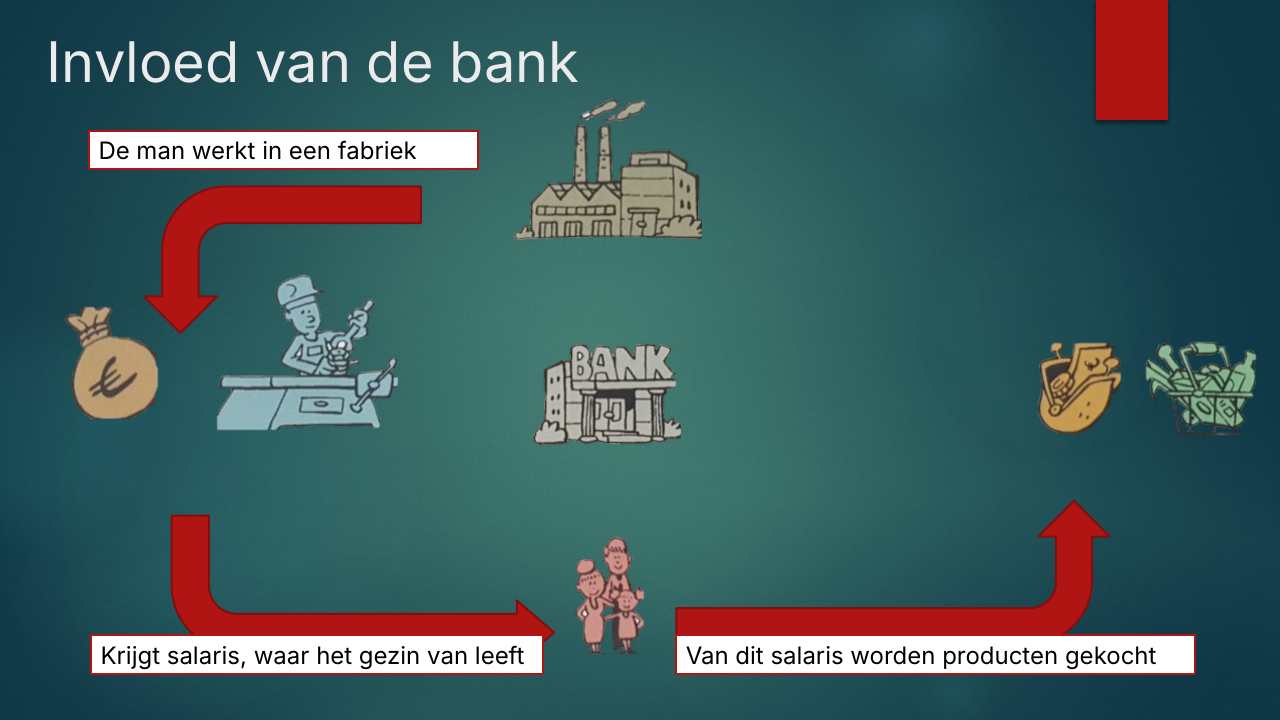 Invloed van de bank
De man werkt in een fabriek
€
BANK
Krijgt salaris, waar het gezin van leeft
Van dit salaris worden producten gekocht